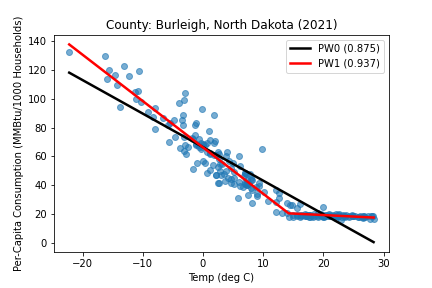 County: Burleigh, North Dakota (2021)
Per-Capita Consumption (MMBtu/1000 Households)
140
120
100
80
60
40
20
0
PW0 (0.875)
PW1 (0.937)
−20 −10 0 10 20 30
Temp (deg C)